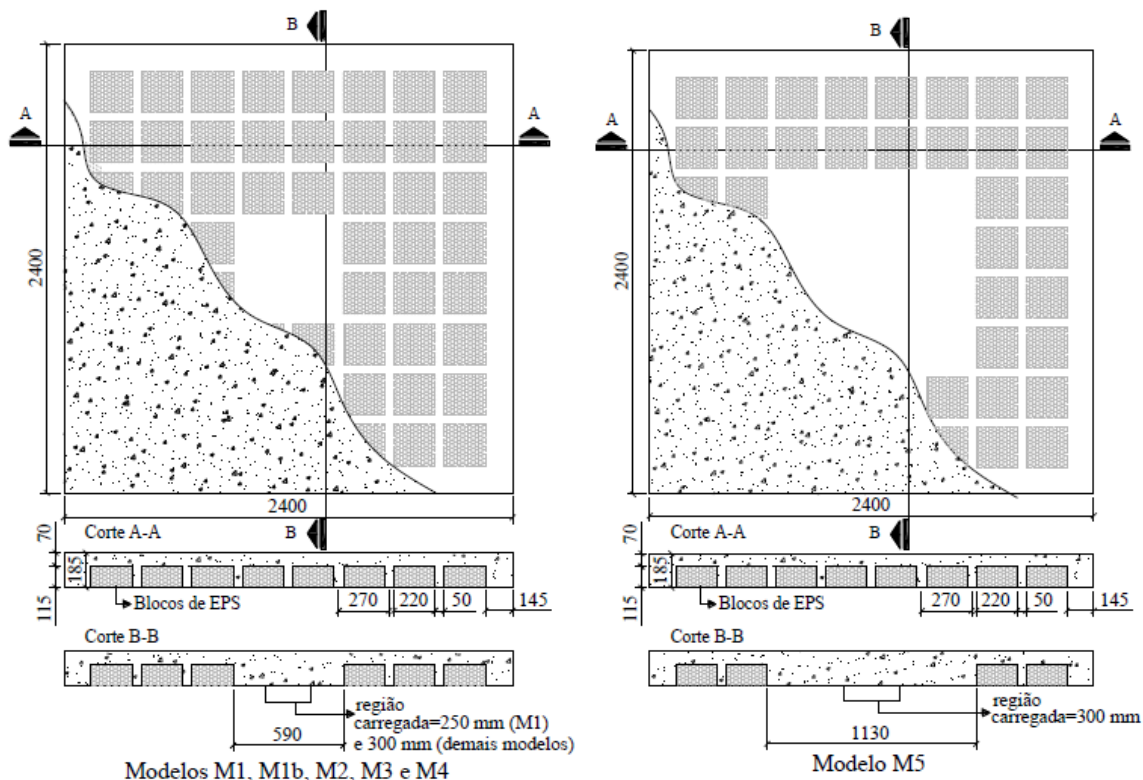 B
A
A
2400
2400
B
Corte A-A
70
185
115
Blocos de EPS
270
220
50
145
Corte B-B
590
região
carregada=250 mm (M1)
e 300 mm (demais modelos)
Modelos M1, M1b, M2, M3 e M4
B
A
A
2400
2400
B
Corte A-A
70
185
115
Blocos de EPS
270
220
50
145
Corte B-B
1130
região
carregada=300 mm
Modelo M5